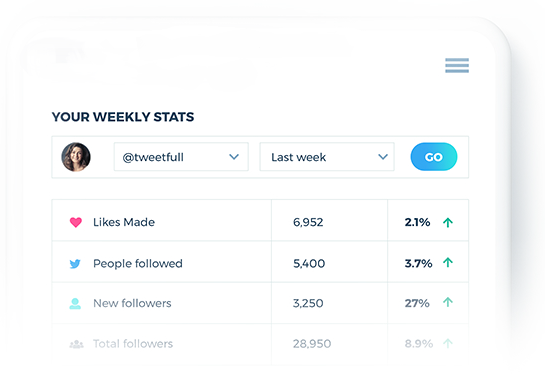 YOUR WEEKLY STATS
@tweetfull Last week GO
Likes Made 6,952 2.1%
People followed 5,400 3.7%
New followers 3,250 27%
Total followers 28,950 8.9%